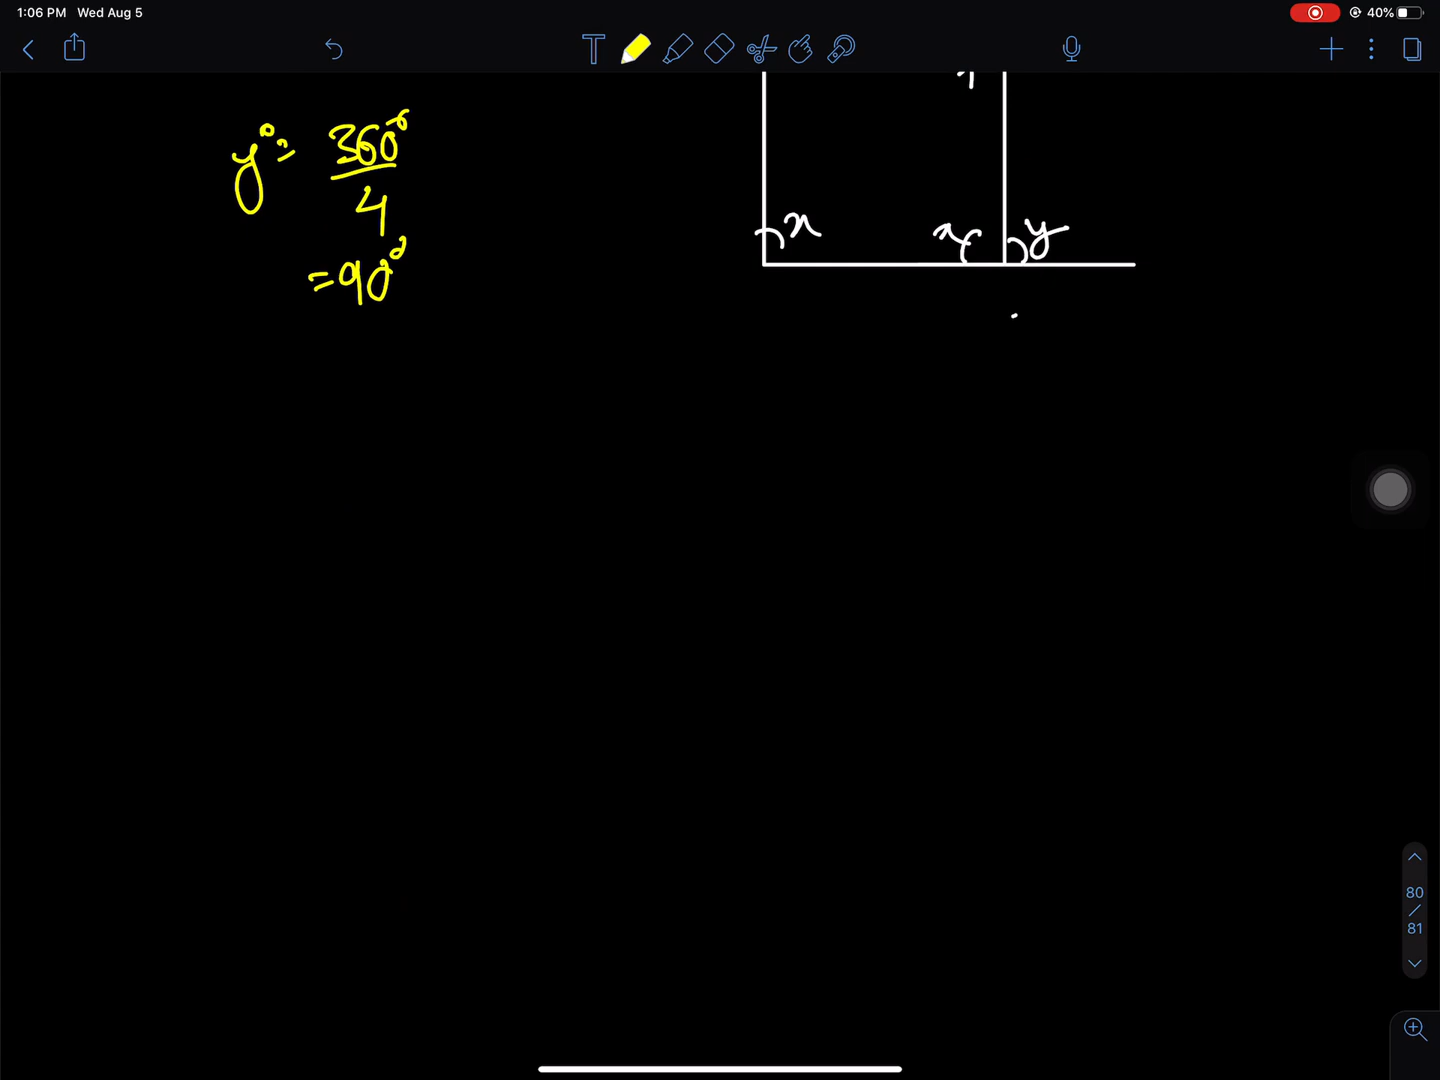 1:06 PM Wed Aug 5
40%
y° = 360°
4
= 90°
x
x
x y
80
/
81